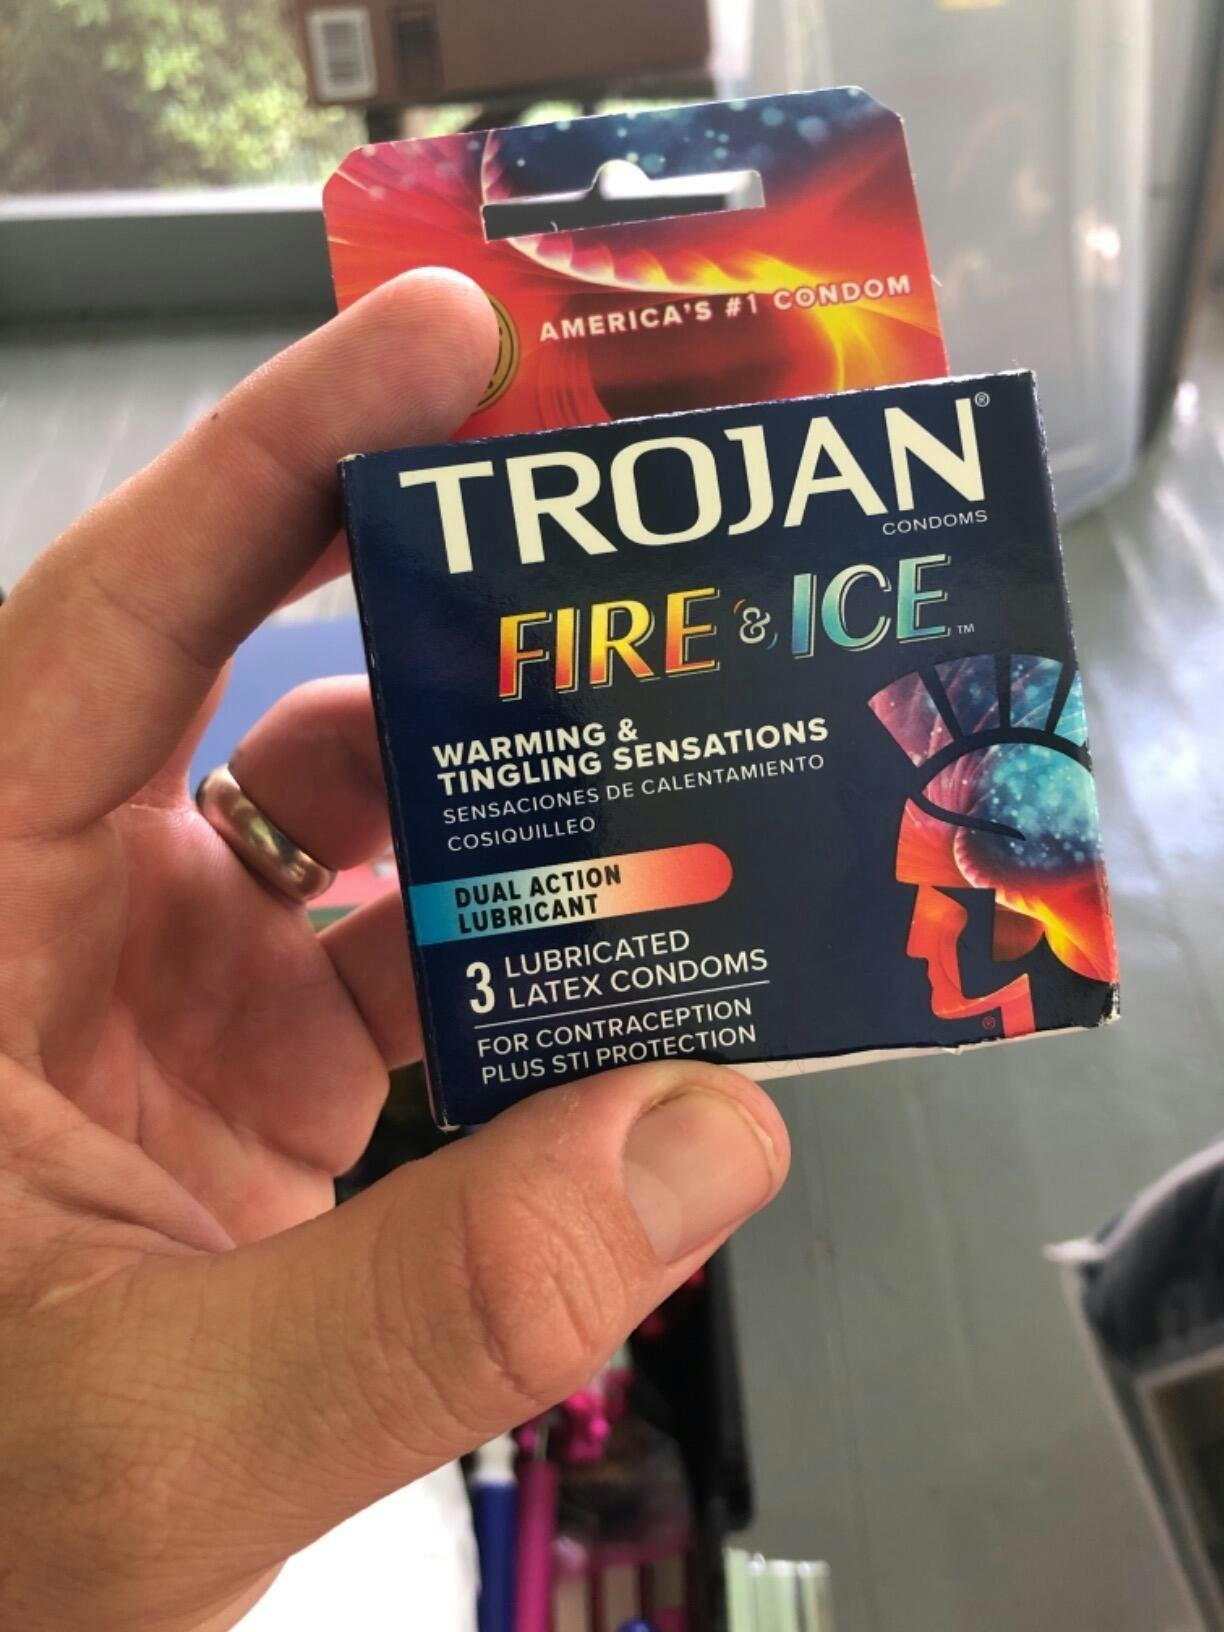 AMERICA'S #1 CONDOM
TROJAN®
CONDOMS
FIRE & ICE™
WARMING &
TINGLING SENSATIONS
SENSACIONES DE CALENTAMIENTO
COSIQUILLEO
DUAL ACTION
LUBRICANT
3 LUBRICATED
LATEX CONDOMS
FOR CONTRACEPTION
PLUS STI PROTECTION
®